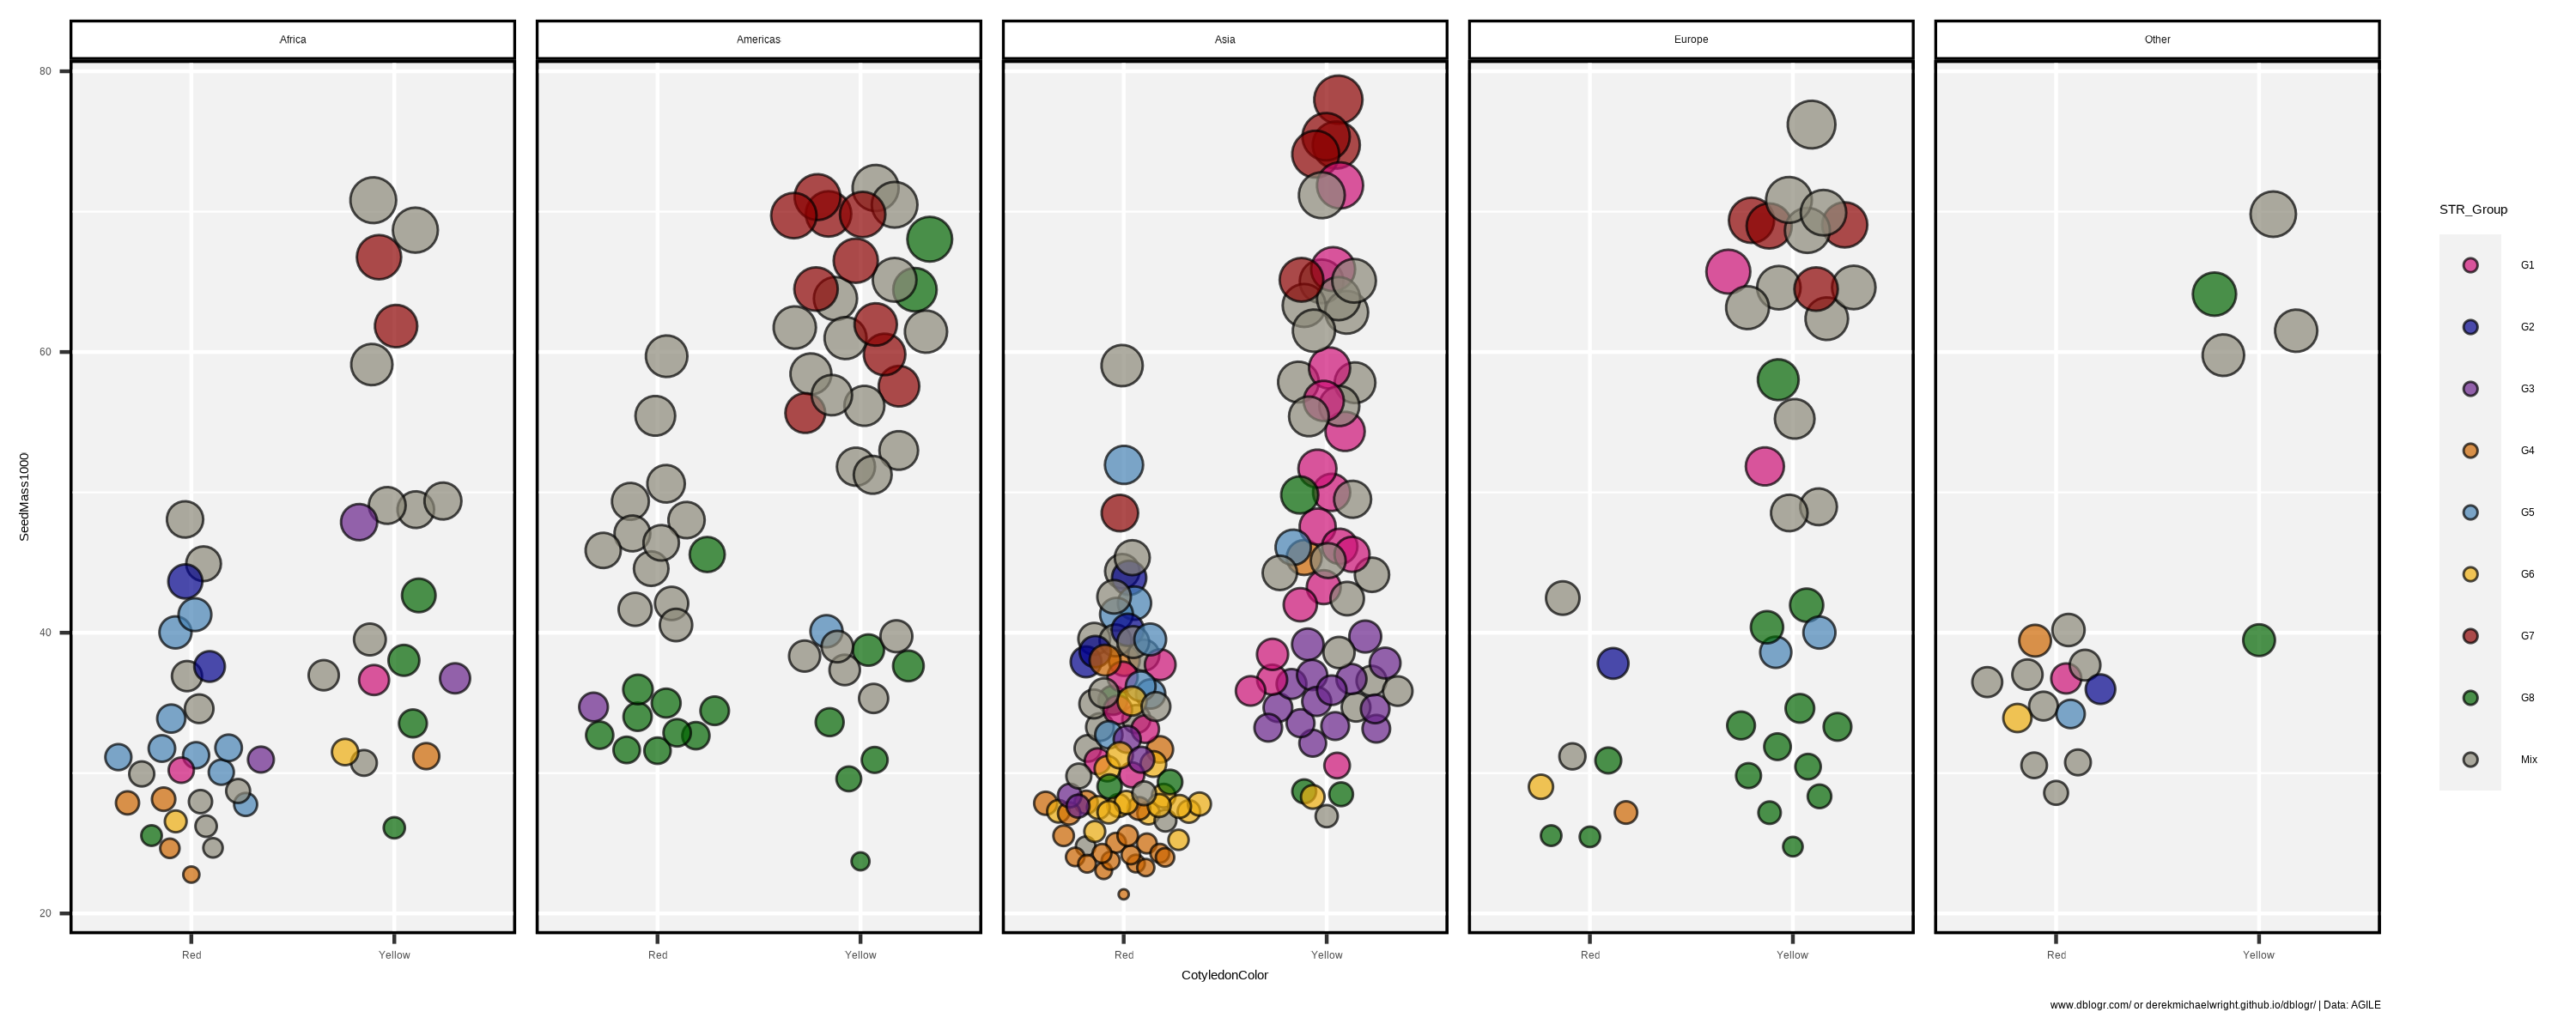 Africa
Americas
Asia
Europe
Other
80
60
40
20
SeedMass1000
Red
Yellow
Red
Yellow
Red
Yellow
Red
Yellow
Red
Yellow
CotyledonColor
STR_Group
G1
G2
G3
G4
G5
G6
G7
G8
Mix
www.dblogr.com/ or derekmichaelwright.github.io/dblogr/ | Data: AGILE